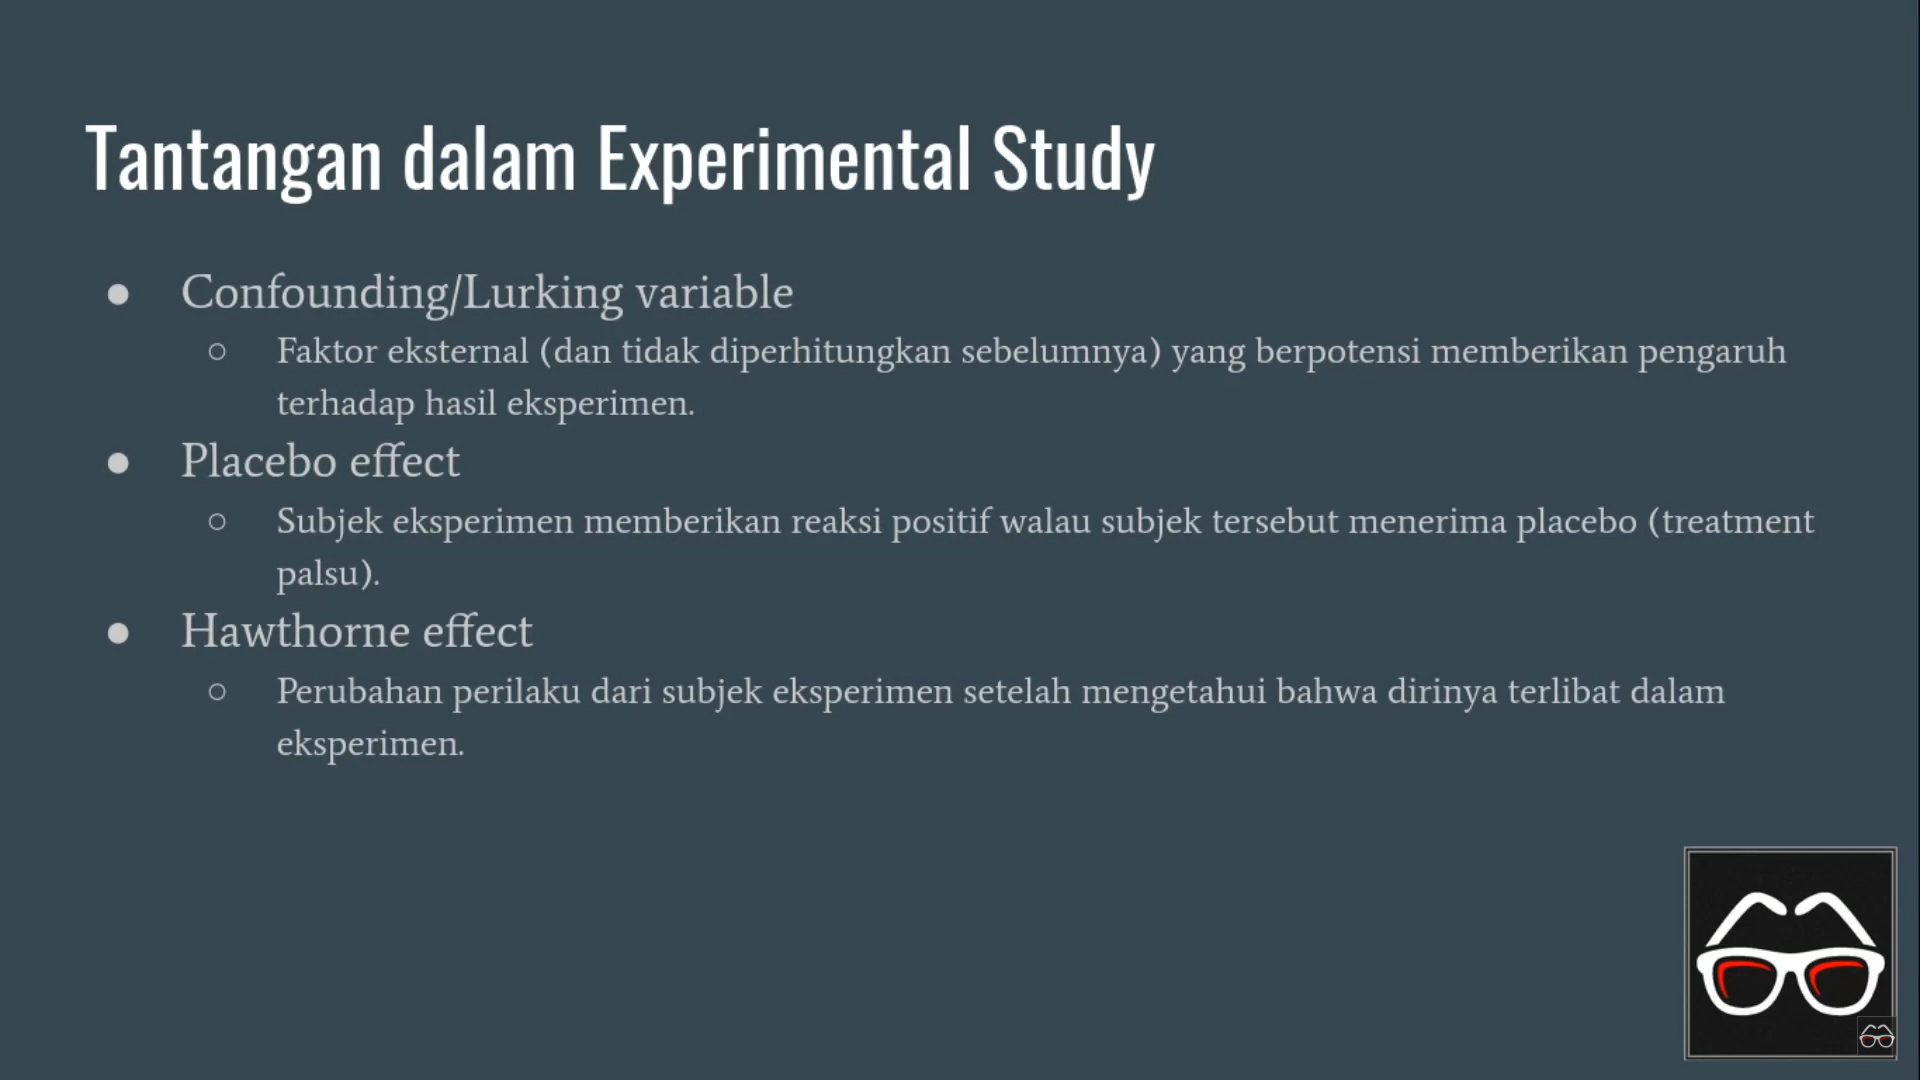 Tantangan dalam Experimental Study
● Confounding/Lurking variable
○ Faktor eksternal (dan tidak diperhitungkan sebelumnya) yang berpotensi memberikan pengaruh
terhadap hasil eksperimen.
● Placebo effect
○ Subjek eksperimen memberikan reaksi positif walau subjek tersebut menerima placebo (treatment
palsu).
● Hawthorne effect
○ Perubahan perilaku dari subjek eksperimen setelah mengetahui bahwa dirinya terlibat dalam
eksperimen.